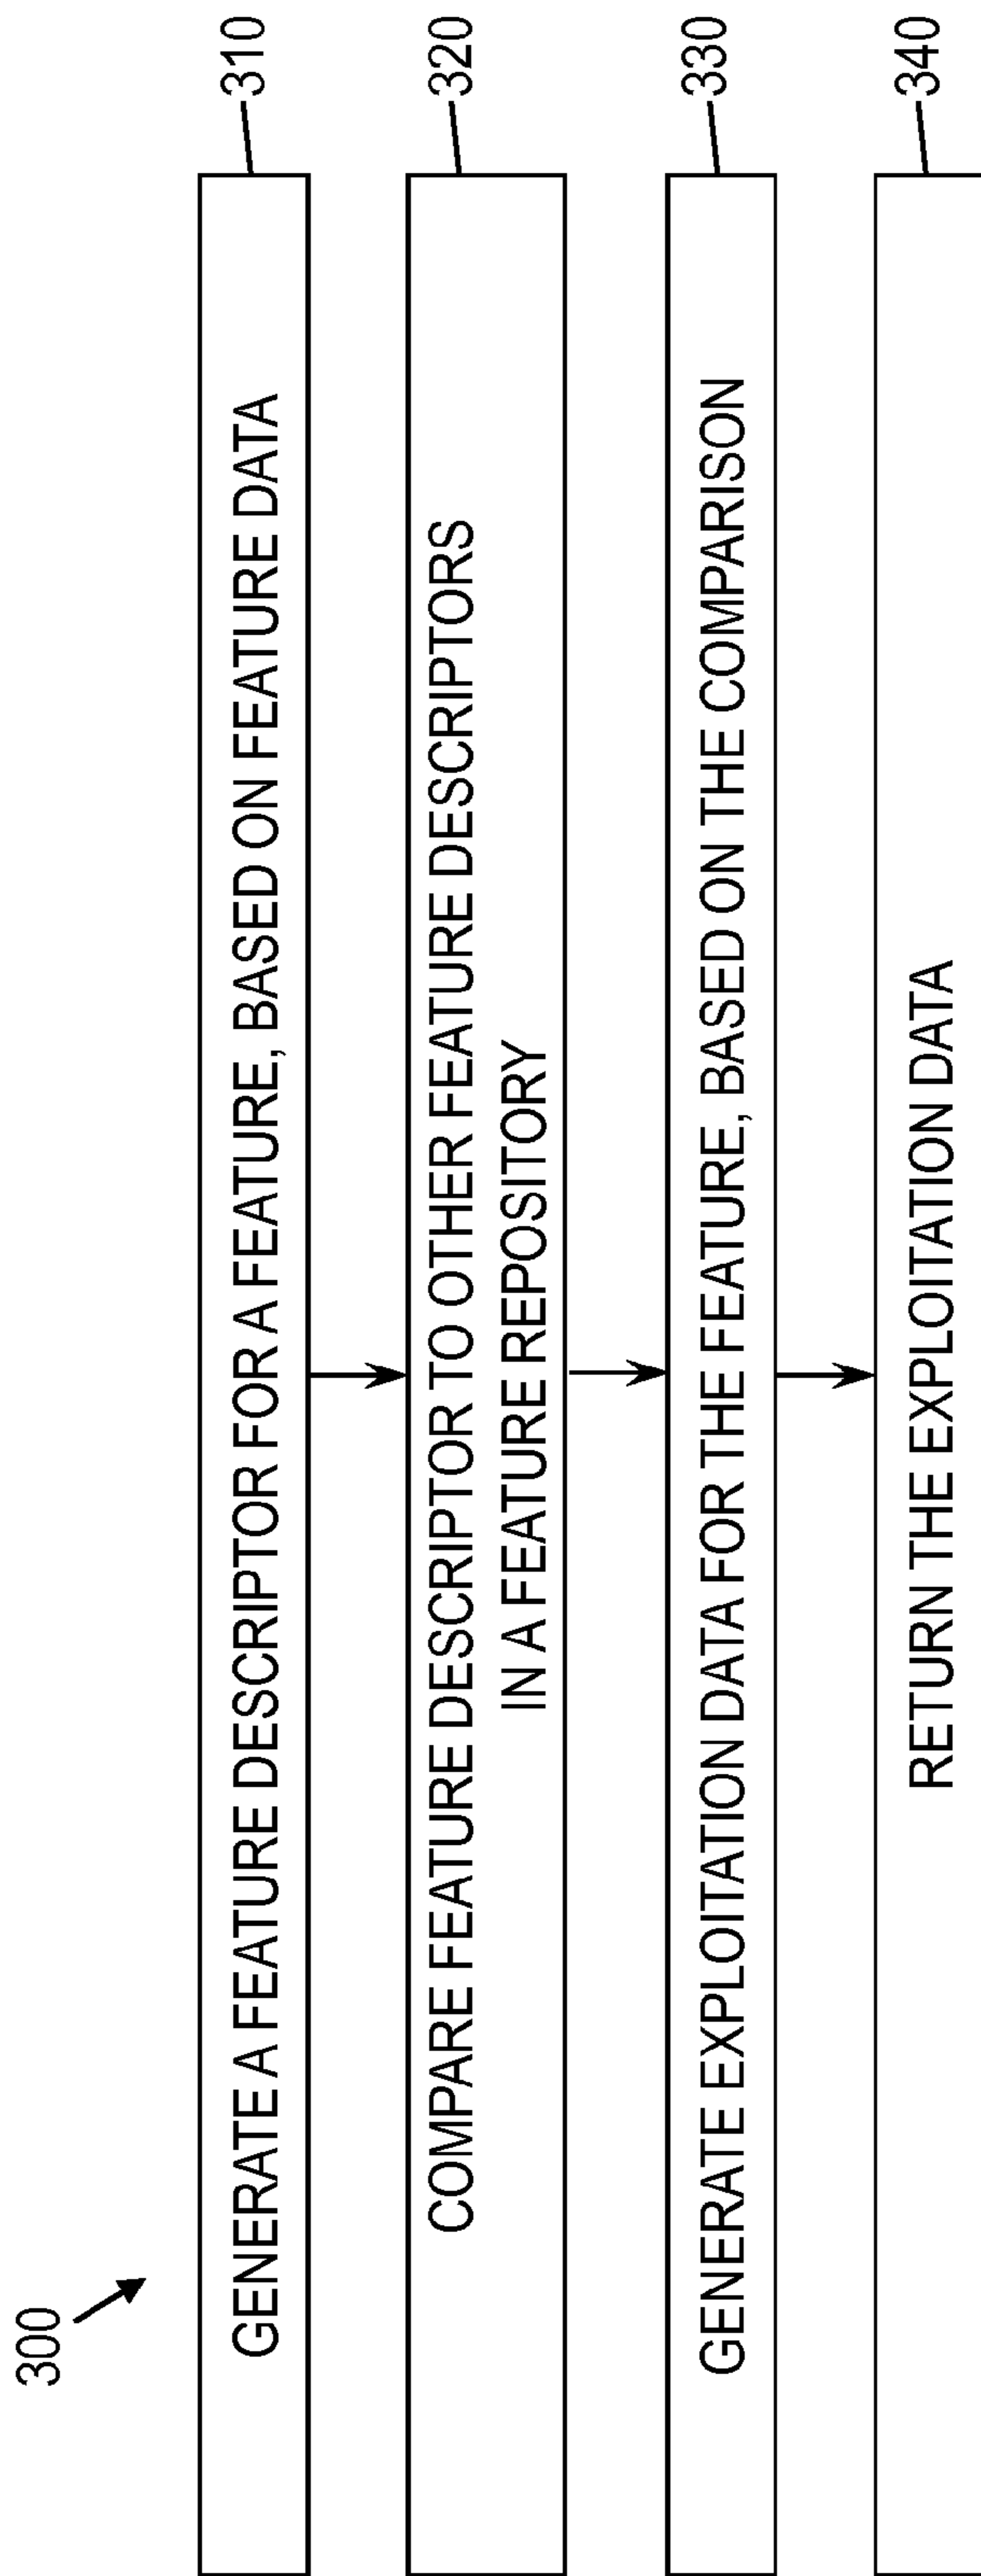 300
GENERATE A FEATURE DESCRIPTOR FOR A FEATURE, BASED ON FEATURE DATA
310
COMPARE FEATURE DESCRIPTOR TO OTHER FEATURE DESCRIPTORS
IN A FEATURE REPOSITORY
320
GENERATE EXPLOITATION DATA FOR THE FEATURE, BASED ON THE COMPARISON
330
RETURN THE EXPLOITATION DATA
340